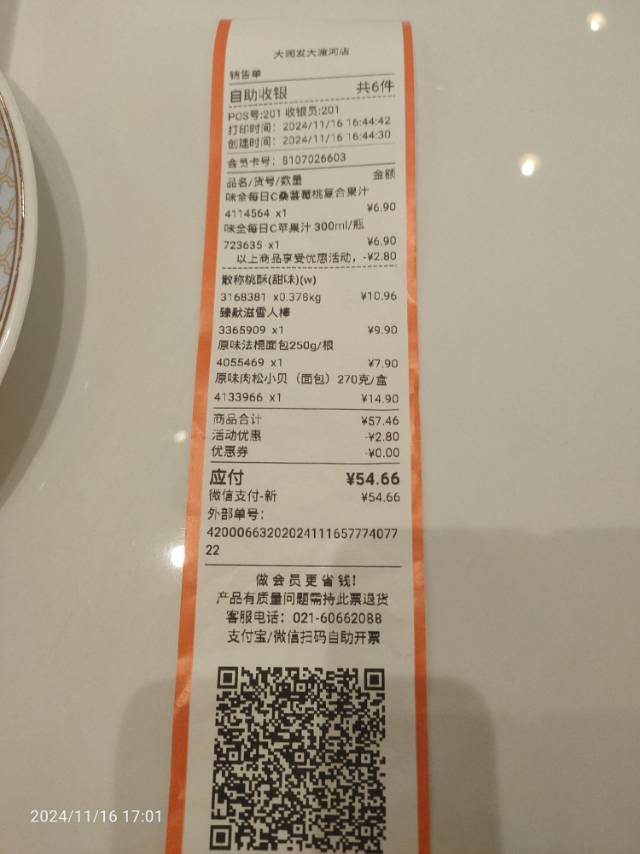 大润发大潼河店
销售单
自助收银 共6件
POS号:201 收银员:201
打印时间: 2024/11/16 16:44:42
创建时间: 2024/11/16 16:44:30
会员卡号: 8107026603
品名/货号/数量 金额
味全每日C桑葚葡桃复合果汁
4114564 x1 ¥6.90
味全每日C苹果汁 300ml/瓶
723635 x1 ¥6.90
以上商品享受优惠活动, -¥2.80
散称桃酥(甜味)(w)
3168381 x0.378kg ¥10.96
臻献滋雪人棒
3365909 x1 ¥9.90
原味法棍面包250g/根
4055469 x1 ¥7.90
原味肉松小贝（面包）270克/盒
4133966 x1 ¥14.90
商品合计 ¥57.46
活动优惠 -¥2.80
优惠券 -¥0.00
应付 ¥54.66
微信支付-新 ¥54.66
外部单号:
42000663202024111657774077
22
做会员更省钱!
产品有质量问题需持此票退货
客服电话: 021-60662088
支付宝/微信扫码自助开票
2024/11/16 17:01